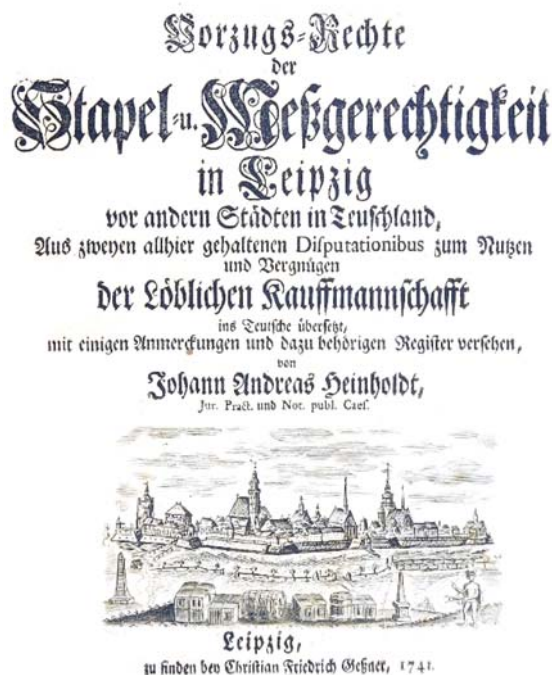 Vorzugs-Rechte
der
Stapel- u. Meßgerechtigkeit
in Leipzig
vor andern Städten in Teuschland,
Aus zweyen allhier gehaltenen Disputationibus zum Nutzen
und Vergnügen
der Löblichen Kauffmannschafft
ins Teutsche übersetzt,
mit einigen Anmerckungen und dazu behörigen Register versehen,
von
Johann Andreas Heinholdt,
Jur. Pract. und Not. publ. Caes.
Leipzig,
zu finden bey Christian Friedrich Geßner, 1741.